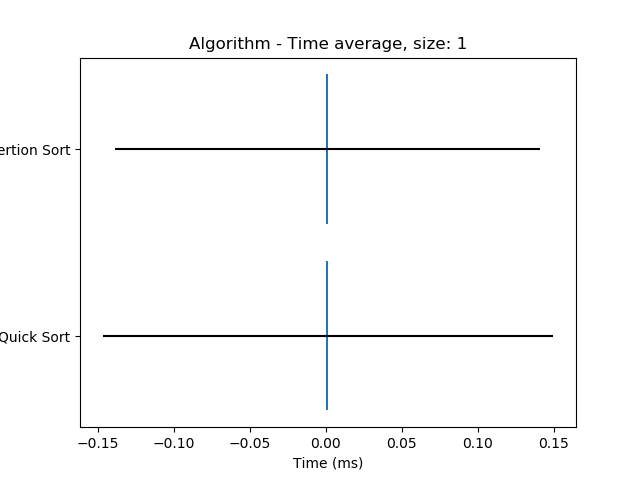 Algorithm - Time average, size: 1
ertion Sort
Quick Sort
−0.15 −0.10 −0.05 0.00 0.05 0.10 0.15
Time (ms)